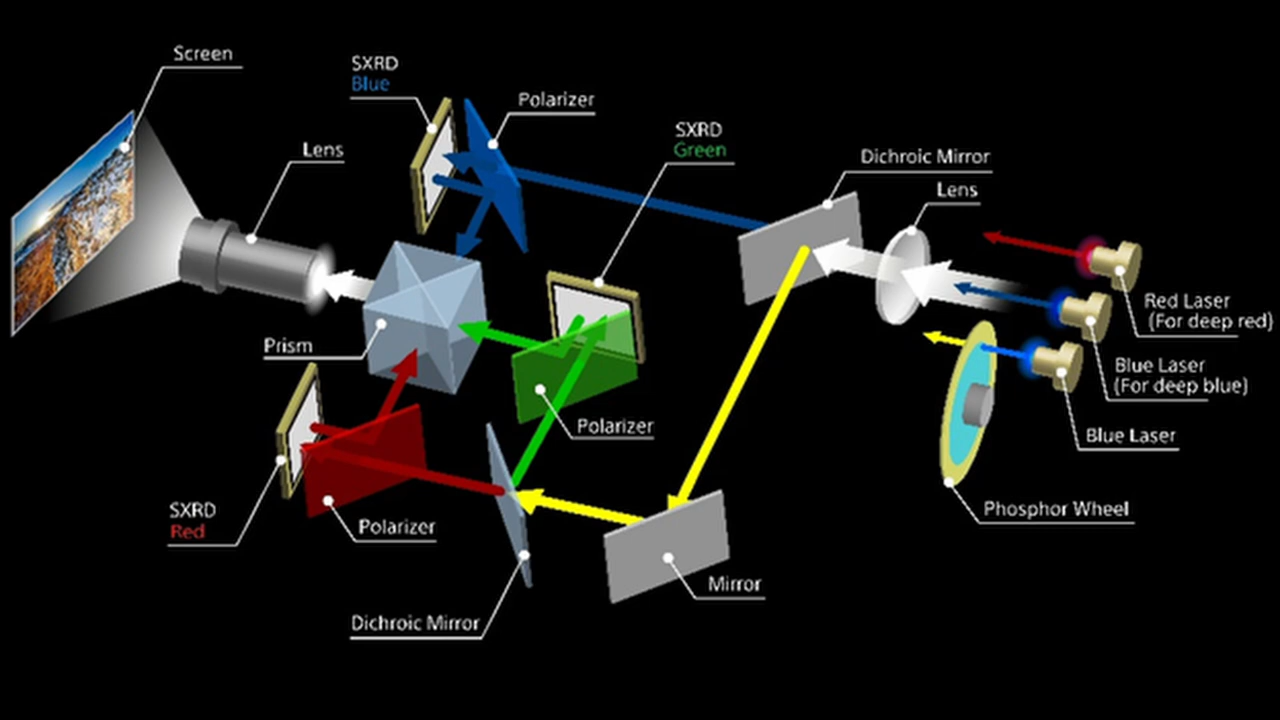 Screen
SXRD
Blue
Polarizer
SXRD
Green
Lens
Dichroic Mirror
Lens
Red Laser
(For deep red)
Prism
Blue Laser
(For deep blue)
Polarizer
Blue Laser
SXRD
Red
Polarizer
Phosphor Wheel
Mirror
Dichroic Mirror